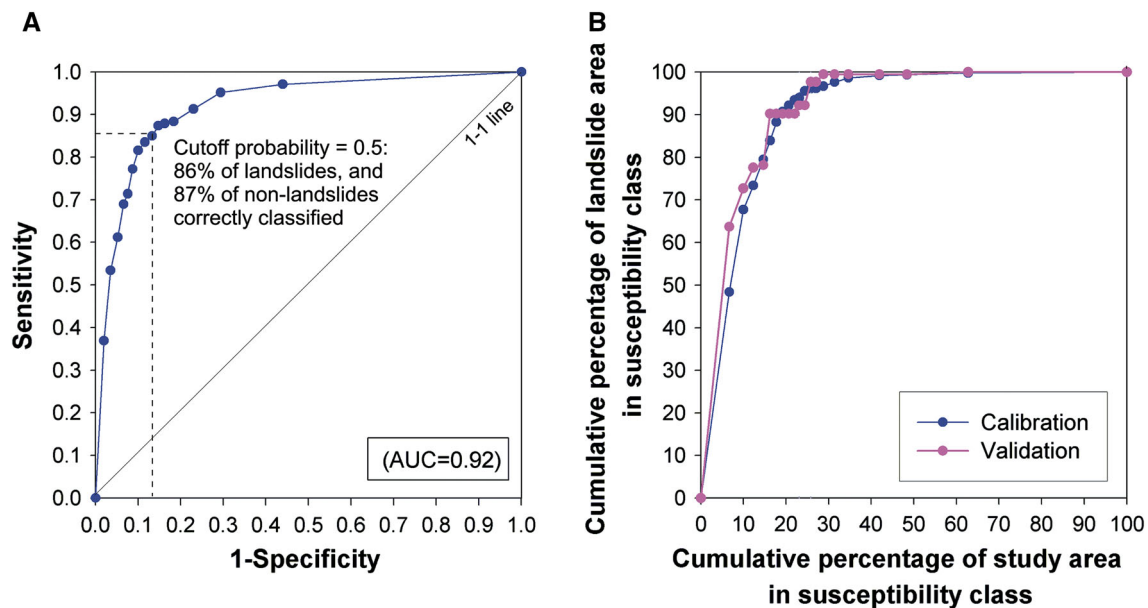 A
1.0
0.9
0.8
0.7
0.6
0.5
0.4
0.3
0.2
0.1
0.0
Sensitivity
0.0 0.1 0.2 0.3 0.4 0.5 0.6 0.7 0.8 0.9 1.0
1-Specificity
Cutoff probability = 0.5:
86% of landslides, and
87% of non-landslides
correctly classified
1-1 line
(AUC=0.92)
B
Cumulative percentage of landslide area
in susceptibility class
100
90
80
70
60
50
40
30
20
10
0
Calibration
Validation
0 10 20 30 40 50 60 70 80 90 100
Cumulative percentage of study area
in susceptibility class